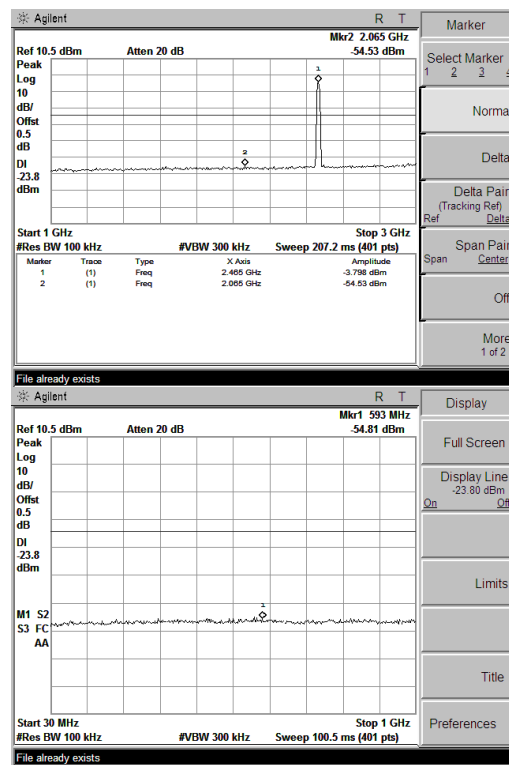 Agilent R T
Marker
Mkr2 2.065 GHz
Ref 10.5 dBm Atten 20 dB -54.53 dBm
Peak
Log
10
dB/
Offst
0.5
dB
DI
-23.8
dBm
1
2
Start 1 GHz Stop 3 GHz
#Res BW 100 kHz #VBW 300 kHz Sweep 207.2 ms (401 pts)
Marker Trace Type X Axis Amplitude
1 (1) Freq 2.465 GHz -3.798 dBm
2 (1) Freq 2.065 GHz -54.53 dBm
Select Marker
1 2 3 4
Norma
Delta
Delta Pair
(Tracking Ref)
Ref Delta
Span Pair
Span Center
Off
More
1 of 2
File already exists
Agilent R T
Display
Mkr1 593 MHz
Ref 10.5 dBm Atten 20 dB -54.81 dBm
Peak
Log
10
dB/
Offst
0.5
dB
DI
-23.8
dBm
1
M1 S2
S3 FC
AA
Start 30 MHz Stop 1 GHz
#Res BW 100 kHz #VBW 300 kHz Sweep 100.5 ms (401 pts)
Full Screen
Display Line
-23.80 dBm
On Off
Limits
Title
Preferences
File already exists